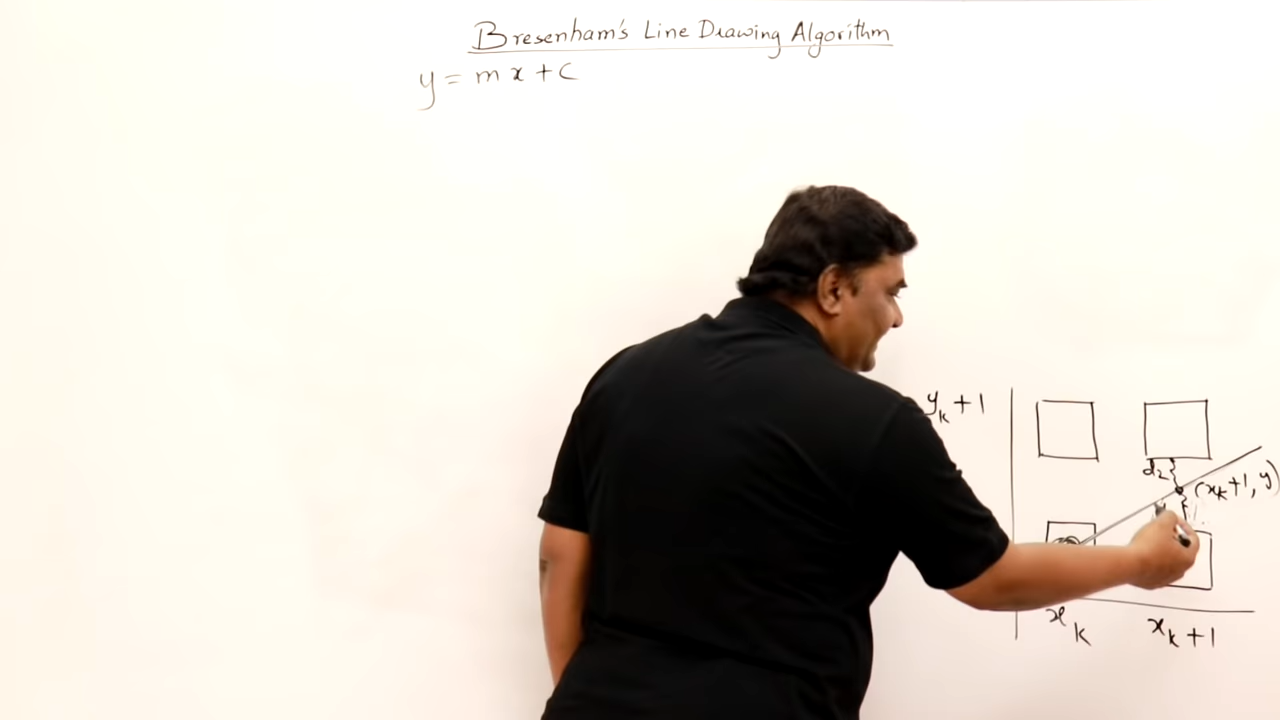 Bresenham's Line Drawing Algorithm
y = mx + c
yₖ + 1
d₂
(xₖ+1, y)
xₖ
xₖ + 1